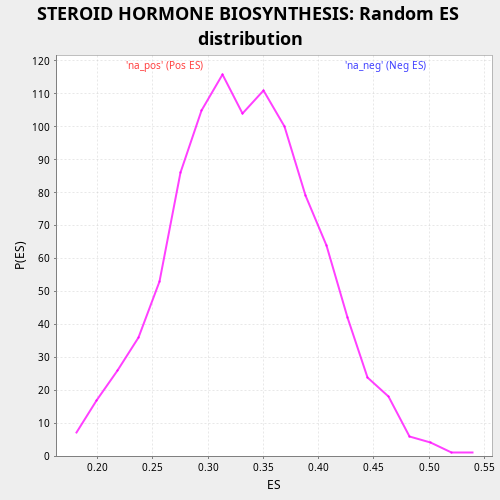 STEROID HORMONE BIOSYNTHESIS: Random ES
distribution
'na_pos' (Pos ES)
'na_neg' (Neg ES)
120
110
100
90
80
70
60
50
40
30
20
10
0
P(ES)
0.20 0.25 0.30 0.35 0.40 0.45 0.50 0.55
ES